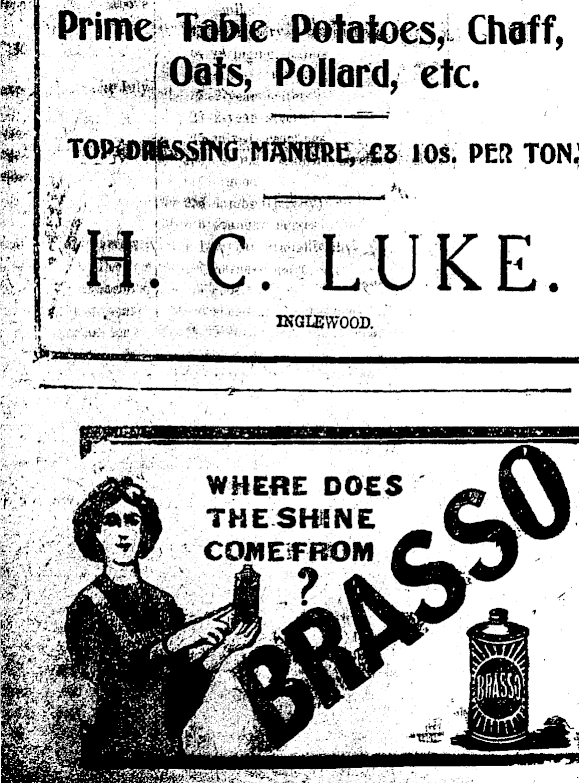 Prime Table Potatoes, Chaff,
Oats, Pollard, etc.
TOP-DRESSING MANURE, £3 10s. PER TON.
H. C. LUKE.
INGLEWOOD.
WHERE DOES
THE SHINE
COME FROM
?
BRASSO
BRASSO